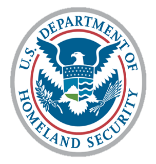 U.S. DEPARTMENT OF
HOMELAND SECURITY